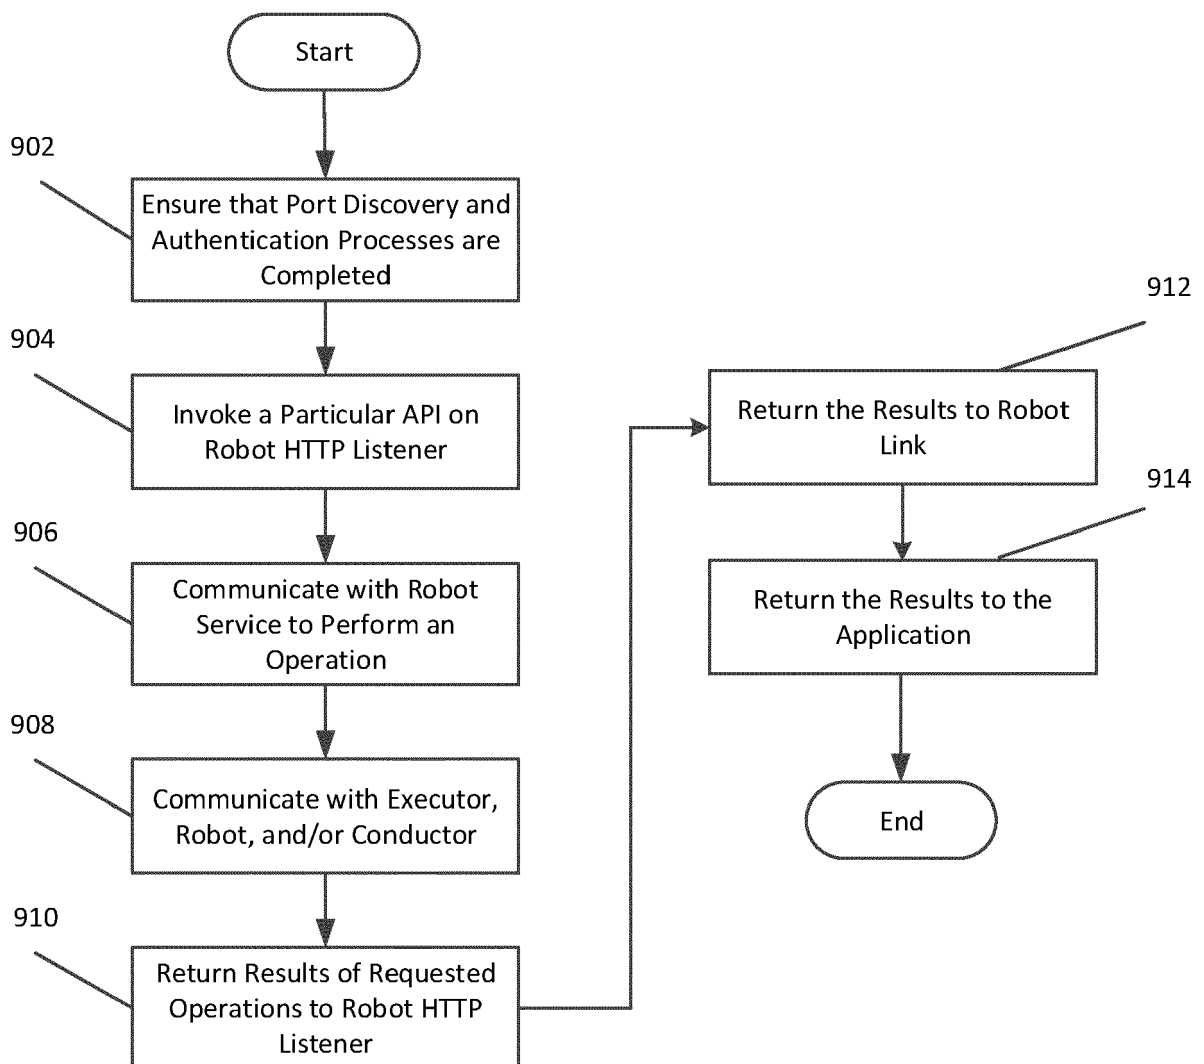 Start
902
Ensure that Port Discovery and
Authentication Processes are
Completed
904
Invoke a Particular API on
Robot HTTP Listener
906
Communicate with Robot
Service to Perform an
Operation
908
Communicate with Executor,
Robot, and/or Conductor
910
Return Results of Requested
Operations to Robot HTTP
Listener
912
Return the Results to Robot
Link
914
Return the Results to the
Application
End